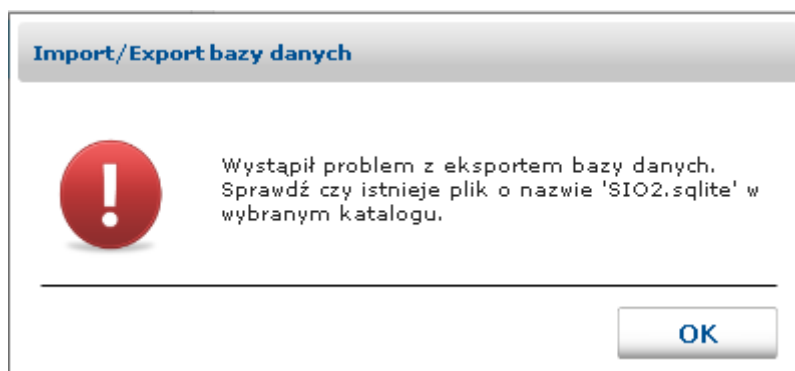 Import/Export bazy danych
Wystąpił problem z eksportem bazy danych.
Sprawdź czy istnieje plik o nazwie 'SIO2.sqlite' w
wybranym katalogu.
OK